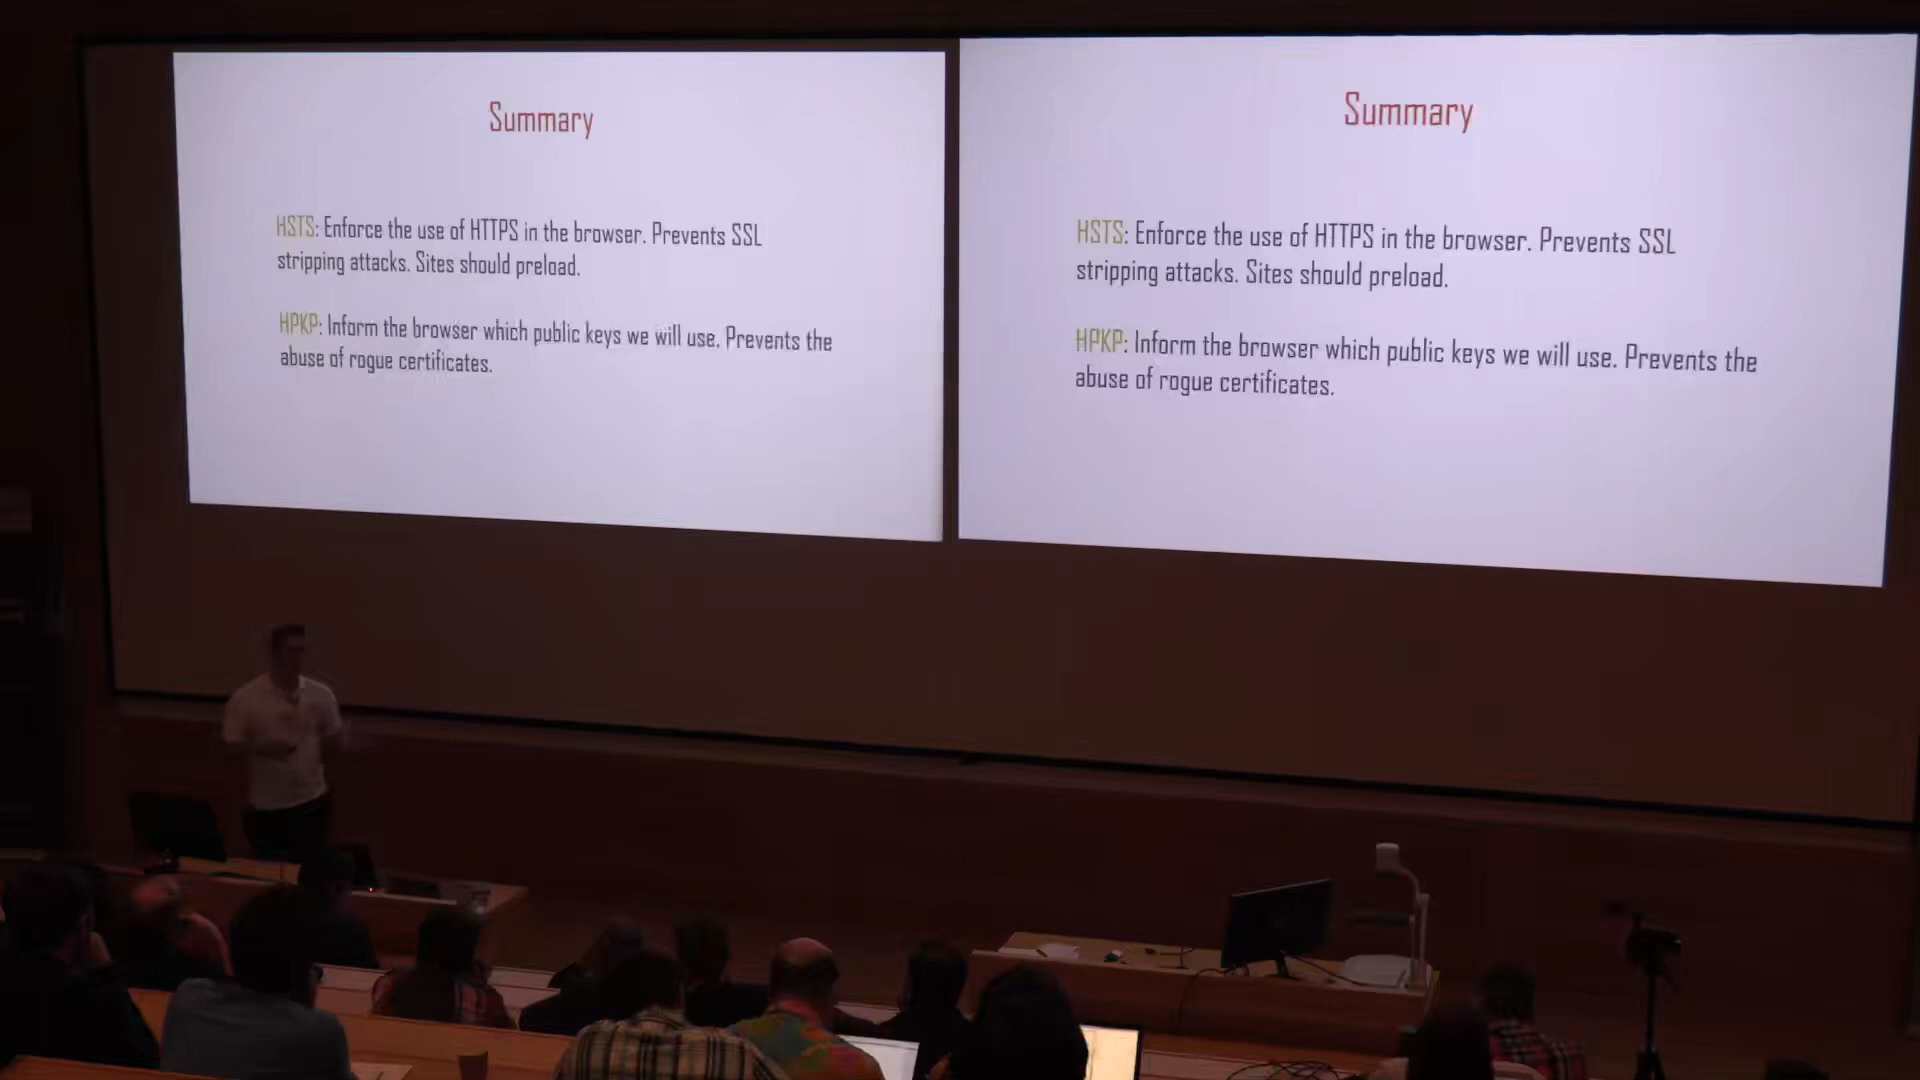 Summary
HSTS: Enforce the use of HTTPS in the browser. Prevents SSL
stripping attacks. Sites should preload.
HPKP: Inform the browser which public keys we will use. Prevents the
abuse of rogue certificates.
Summary
HSTS: Enforce the use of HTTPS in the browser. Prevents SSL
stripping attacks. Sites should preload.
HPKP: Inform the browser which public keys we will use. Prevents the
abuse of rogue certificates.